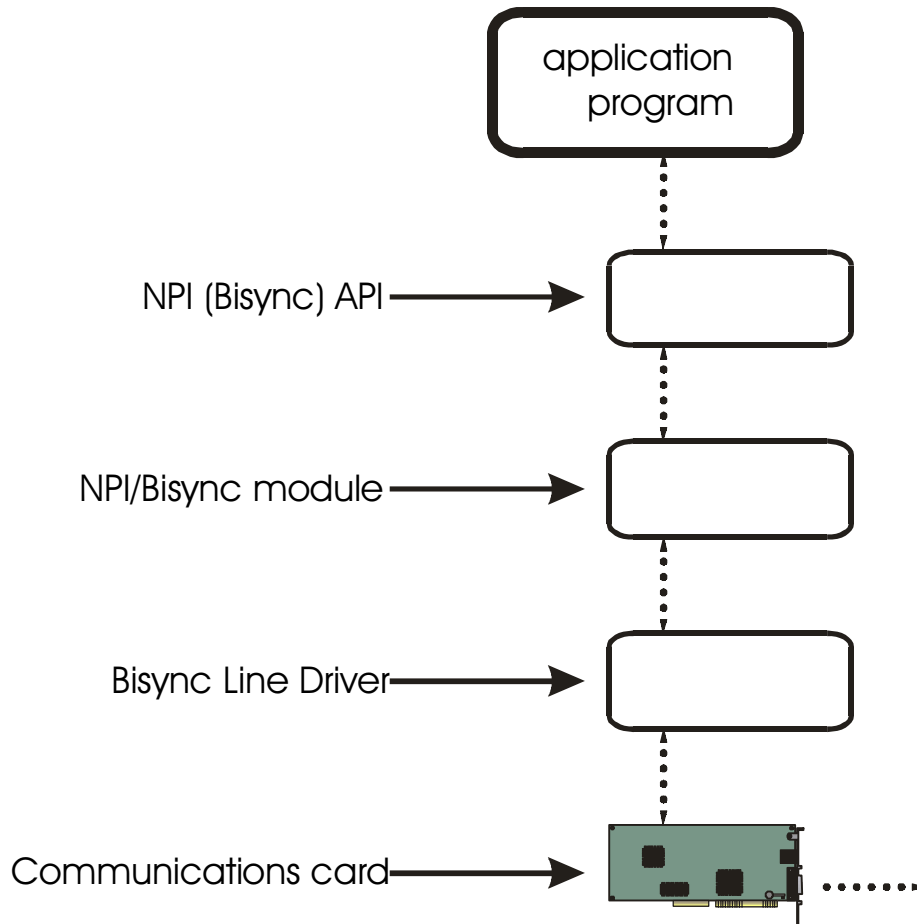 application
program
NPI (Bisync) API
NPI/Bisync module
Bisync Line Driver
Communications card